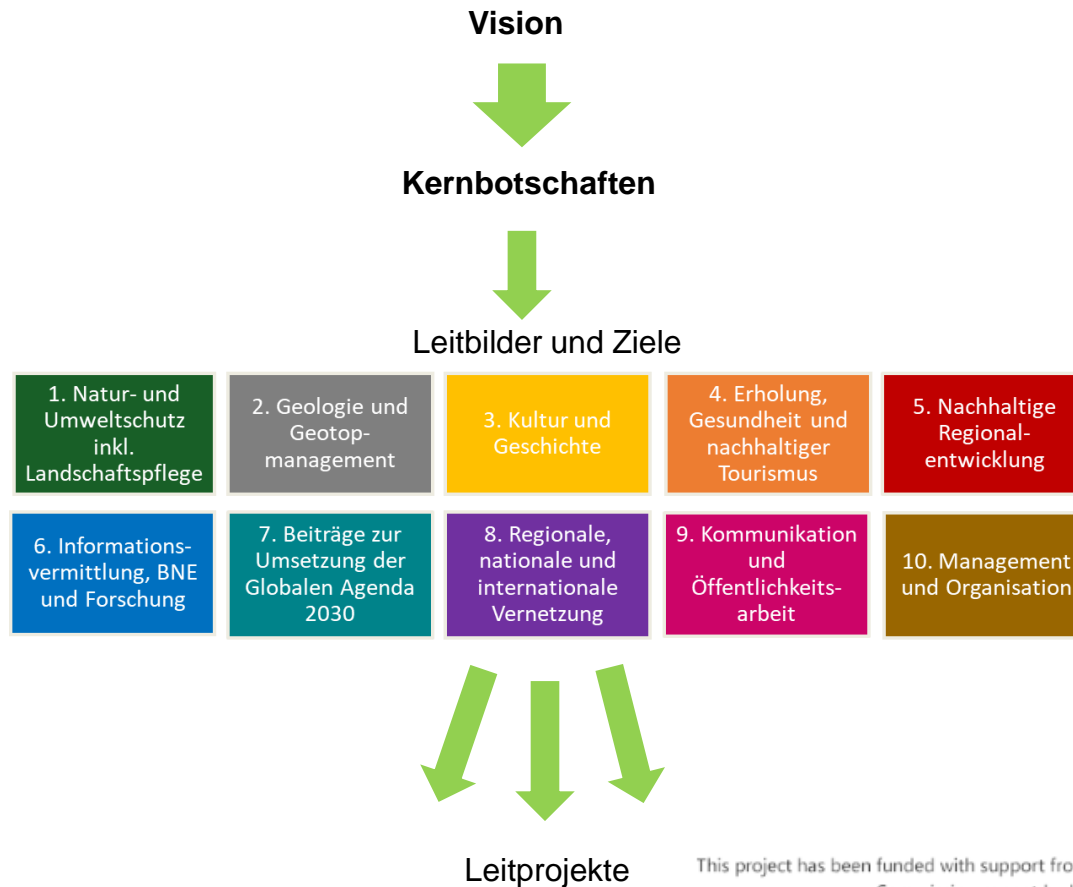 Vision
Kernbotschaften
Leitbilder und Ziele
1. Natur- und
Umweltschutz
inkl.
Landschaftspflege
2. Geologie und
Geotop-
management
3. Kultur und
Geschichte
4. Erholung,
Gesundheit und
nachhaltiger
Tourismus
5. Nachhaltige
Regional-
entwicklung
6. Informations-
vermittlung, BNE
und Forschung
7. Beiträge zur
Umsetzung der
Globalen Agenda
2030
8. Regionale,
nationale und
internationale
Vernetzung
9. Kommunikation
und
Öffentlichkeits-
arbeit
10. Management
und Organisation
Leitprojekte
This project has been funded with support fro